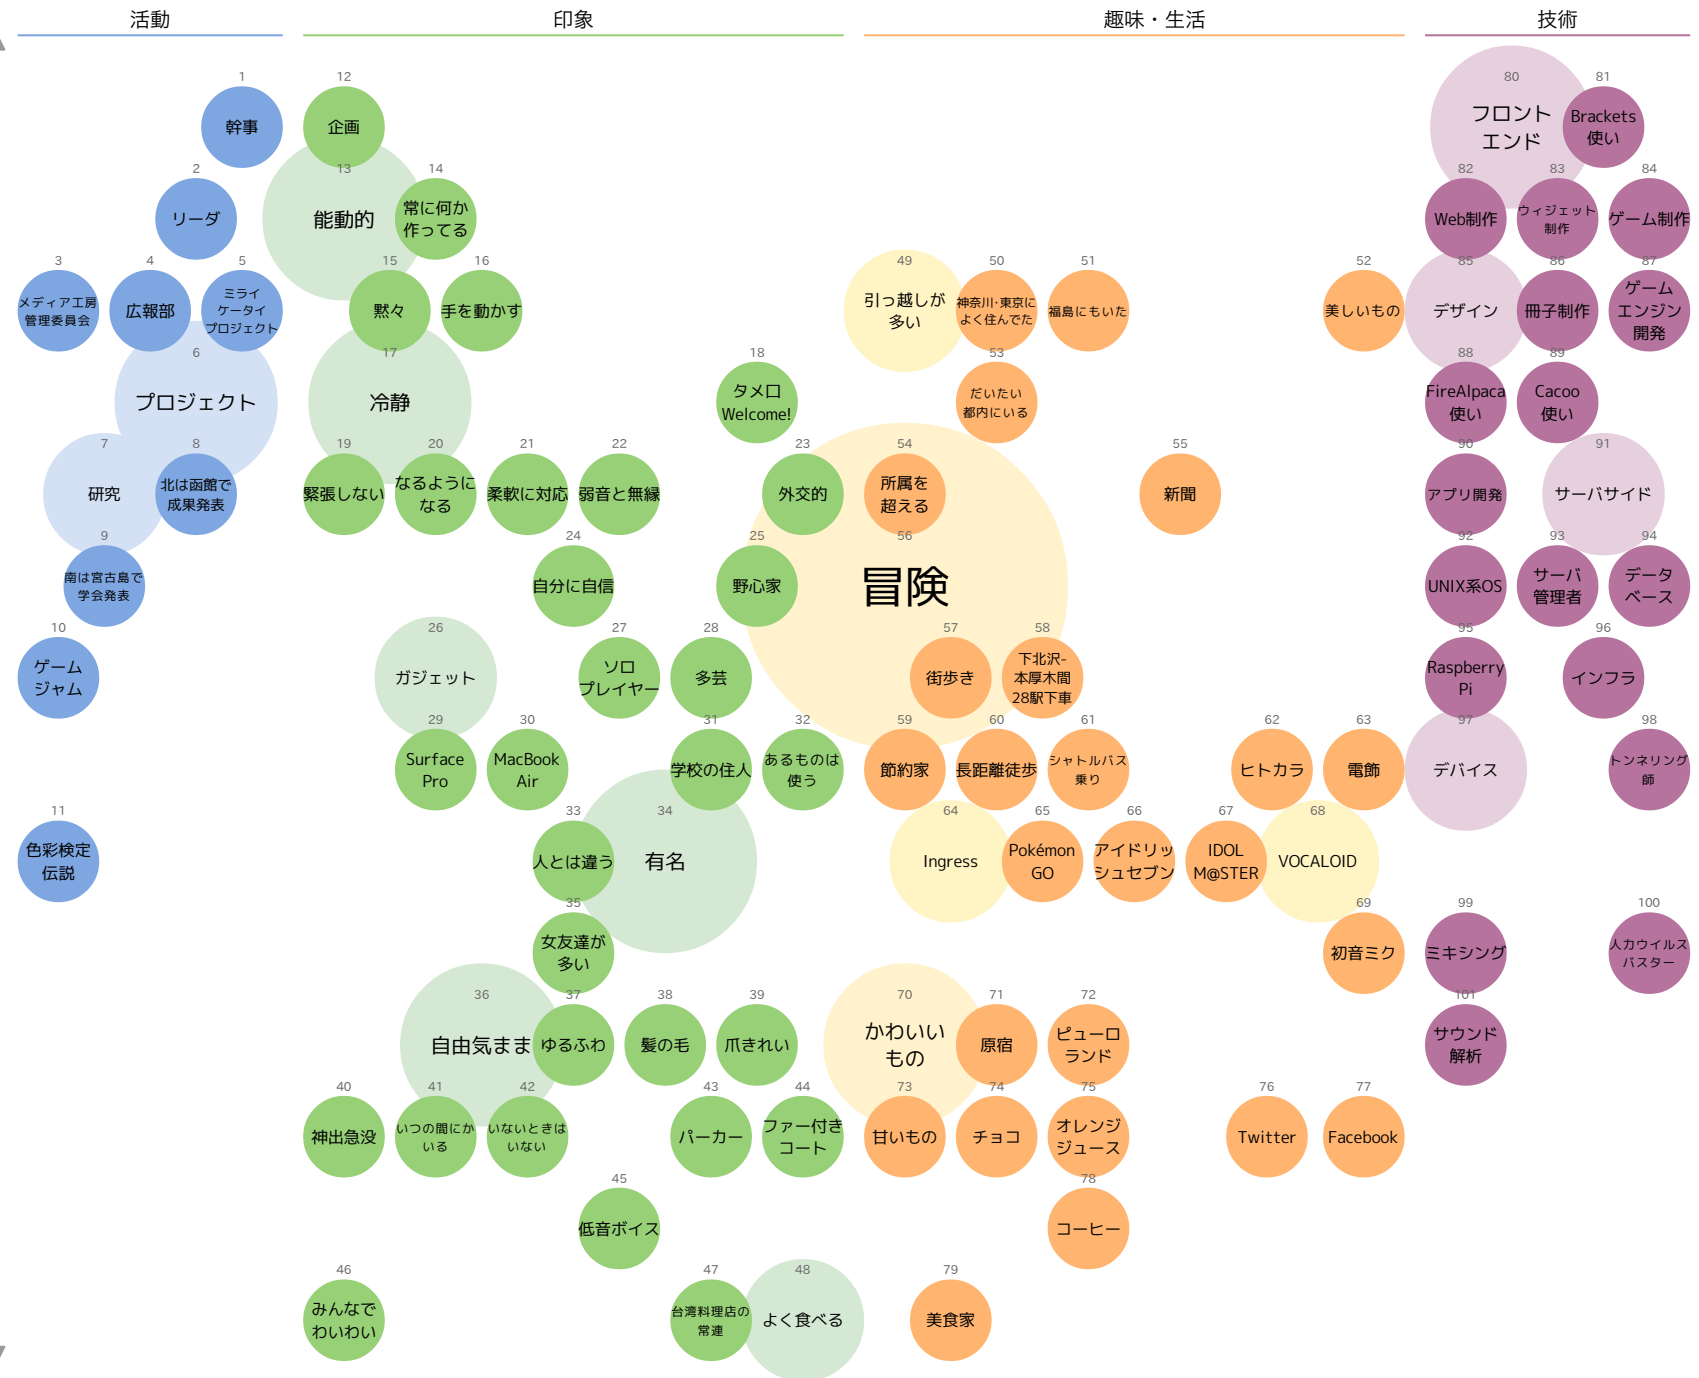 活動
印象
趣味・生活
技術
1
幹事
2
リーダ
3
メディア工房
管理委員会
4
広報部
5
ミライ
ケータイ
プロジェクト
6
プロジェクト
7
研究
8
北は函館で
成果発表
9
南は宮古島で
学会発表
10
ゲーム
ジャム
11
色彩検定
伝説
12
企画
13
能動的
14
常に何か
作ってる
15
黙々
16
手を動かす
17
冷静
18
タメ口
Welcome!
19
緊張しない
20
なるように
なる
21
柔軟に対応
22
弱音と無縁
23
外交的
24
自分に自信
25
野心家
26
ガジェット
27
ソロ
プレイヤー
28
多芸
29
Surface
Pro
30
MacBook
Air
31
学校の住人
32
あるものは
使う
33
人とは違う
34
有名
35
女友達が
多い
36
自由気まま
37
ゆるふわ
38
髪の毛
39
爪きれい
40
神出急没
41
いつの間にか
いる
42
いないときは
いない
43
パーカー
44
ファー付き
コート
45
低音ボイス
46
みんなで
わいわい
47
台湾料理店の
常連
48
よく食べる
49
引っ越しが
多い
50
神奈川・東京に
よく住んでた
51
福島にもいた
52
美しいもの
53
だいたい
都内にいる
54
所属を
超える
55
新聞
56
冒険
57
街歩き
58
下北沢-
本厚木間
28駅下車
59
節約家
60
長距離徒歩
61
シャトルバス
乗り
62
ヒトカラ
63
電飾
64
Ingress
65
Pokémon
GO
66
アイドリッ
シュセブン
67
IDOL
M@STER
68
VOCALOID
69
初音ミク
70
かわいい
もの
71
原宿
72
ピューロ
ランド
73
甘いもの
74
チョコ
75
オレンジ
ジュース
76
Twitter
77
Facebook
78
コーヒー
79
美食家
80
フロント
エンド
81
Brackets
使い
82
Web制作
83
ウィジェット
制作
84
ゲーム制作
85
デザイン
86
冊子制作
87
ゲーム
エンジン
開発
88
FireAlpaca
使い
89
Cacoo
使い
90
アプリ開発
91
サーバサイド
92
UNIX系OS
93
サーバ
管理者
94
データ
ベース
95
Raspberry
Pi
96
インフラ
97
デバイス
98
トンネリング
師
99
ミキシング
100
人力ウイルス
バスター
101
サウンド
解析